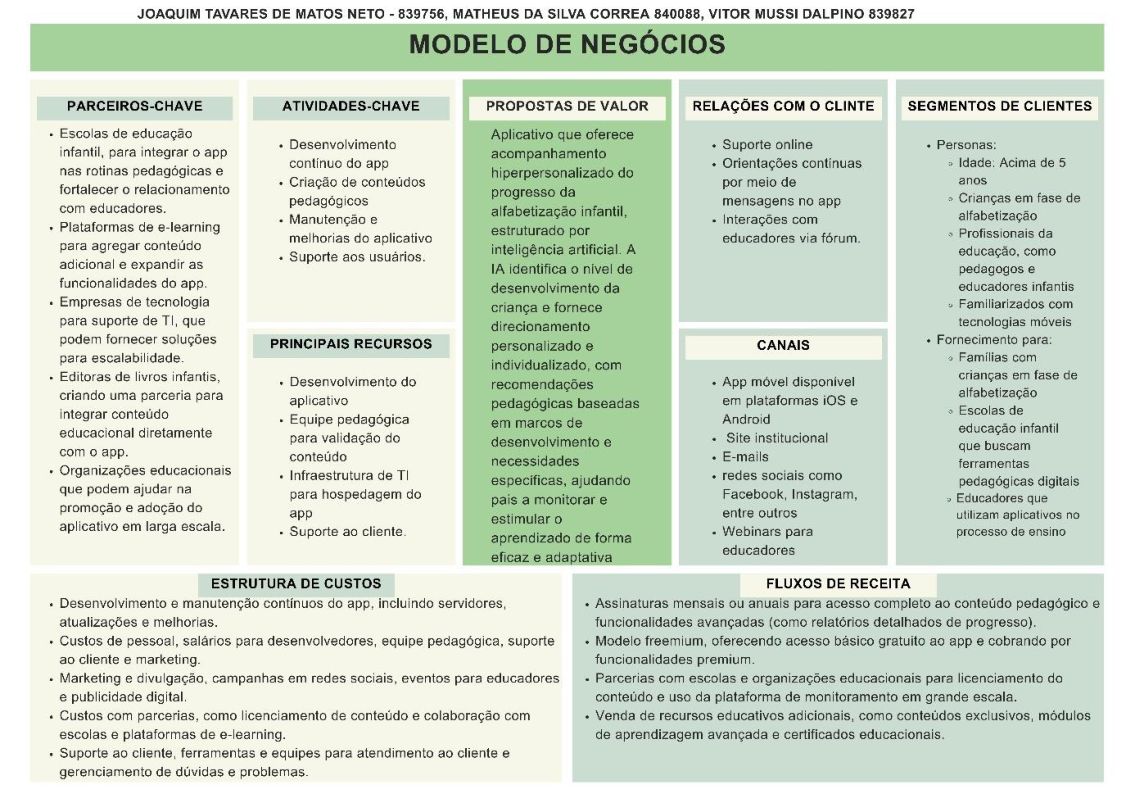 JOAQUIM TAVARES DE MATOS NETO - 839756, MATHEUS DA SILVA CORREA 840088, VITOR MUSSI DALPINO 839827
MODELO DE NEGÓCIOS
PARCEIROS-CHAVE
• Escolas de educação
infantil, para integrar o app
nas rotinas pedagógicas e
fortalecer o relacionamento
com educadores.
• Plataformas de e-learning
para agregar conteúdo
adicional e expandir as
funcionalidades do app.
• Empresas de tecnologia
para suporte de TI, que
podem fornecer soluções
para escalabilidade.
• Editoras de livros infantis,
criando uma parceria para
integrar conteúdo
educacional diretamente
com o app.
• Organizações educacionais
que podem ajudar na
promoção e adoção do
aplicativo em larga escala.
ATIVIDADES-CHAVE
• Desenvolvimento
contínuo do app
• Criação de conteúdos
pedagógicos
• Manutenção e
melhorias do aplicativo
• Suporte aos usuários.
PRINCIPAIS RECURSOS
• Desenvolvimento do
aplicativo
• Equipe pedagógica
para validação do
conteúdo
• Infraestrutura de TI
para hospedagem do
app
• Suporte ao cliente.
PROPOSTAS DE VALOR
Aplicativo que oferece
acompanhamento
hiperpersonalizado do
progresso da
alfabetização infantil,
estruturado por
inteligência artificial. A
IA identifica o nível de
desenvolvimento da
criança e fornece
direcionamento
personalizado e
individualizado, com
recomendações
pedagógicas baseadas
em marcos de
desenvolvimento e
necessidades
específicas, ajudando
pais a monitorar e
estimular o
aprendizado de forma
eficaz e adaptativa
RELAÇÕES COM O CLINTE
• Suporte online
• Orientações contínuas
por meio de
mensagens no app
• Interações com
educadores via fórum.
CANAIS
• App móvel disponível
em plataformas iOS e
Android
• Site institucional
• E-mails
• redes sociais como
Facebook, Instagram,
entre outros
• Webinars para
educadores
SEGMENTOS DE CLIENTES
• Personas:
◦ Idade: Acima de 5
anos
◦ Crianças em fase de
alfabetização
◦ Profissionais da
educação, como
pedagogos e
educadores infantis
◦ Familiarizados com
tecnologias móveis
• Fornecimento para:
◦ Famílias com
crianças em fase de
alfabetização
◦ Escolas de
educação infantil
que buscam
ferramentas
pedagógicas digitais
◦ Educadores que
utilizam aplicativos no
processo de ensino
ESTRUTURA DE CUSTOS
• Desenvolvimento e manutenção contínuos do app, incluindo servidores,
atualizações e melhorias.
• Custos de pessoal, salários para desenvolvedores, equipe pedagógica, suporte
ao cliente e marketing.
• Marketing e divulgação, campanhas em redes sociais, eventos para educadores
e publicidade digital.
• Custos com parcerias, como licenciamento de conteúdo e colaboração com
escolas e plataformas de e-learning.
• Suporte ao cliente, ferramentas e equipes para atendimento ao cliente e
gerenciamento de dúvidas e problemas.
FLUXOS DE RECEITA
• Assinaturas mensais ou anuais para acesso completo ao conteúdo pedagógico e
funcionalidades avançadas (como relatórios detalhados de progresso).
• Modelo freemium, oferecendo acesso básico gratuito ao app e cobrando por
funcionalidades premium.
• Parcerias com escolas e organizações educacionais para licenciamento do
conteúdo e uso da plataforma de monitoramento em grande escala.
• Venda de recursos educativos adicionais, como conteúdos exclusivos, módulos
de aprendizagem avançada e certificados educacionais.